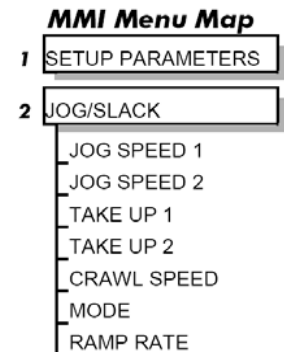 MMI Menu Map
1 SETUP PARAMETERS
2 JOG/SLACK
JOG SPEED 1
JOG SPEED 2
TAKE UP 1
TAKE UP 2
CRAWL SPEED
MODE
RAMP RATE